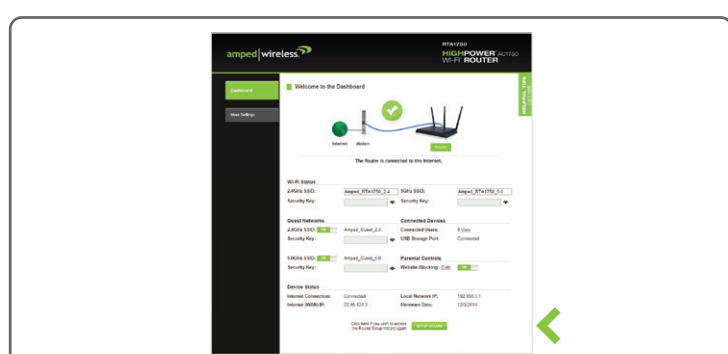 amped wireless
RTA1750
HIGHPOWER AC1750
WI-FI ROUTER
HELPFUL TIPS
Dashboard
Welcome to the Dashboard
More Settings
Internet Modem Router
The Router is connected to the Internet.
Wi-Fi Status
2.4GHz SSID: Amped_RTA1750_2.4 5GHz SSID: Amped_RTA1750_5.0
Security Key: Security Key:
Guest Networks Connected Devices
2.4GHz SSID: Amped_Guest_2.4 Connected Users: View
Security Key: USB Storage Port: Connected
5.0GHz SSID: Amped_Guest_5.0 Parental Controls
Security Key: Website Blocking:
Device Status
Internet Connection: Connected Local Network IP: 192.168.3.1
Internet (WAN) IP: Firmware Date:
Click here if you wish to access
the Router Setup Wizard again